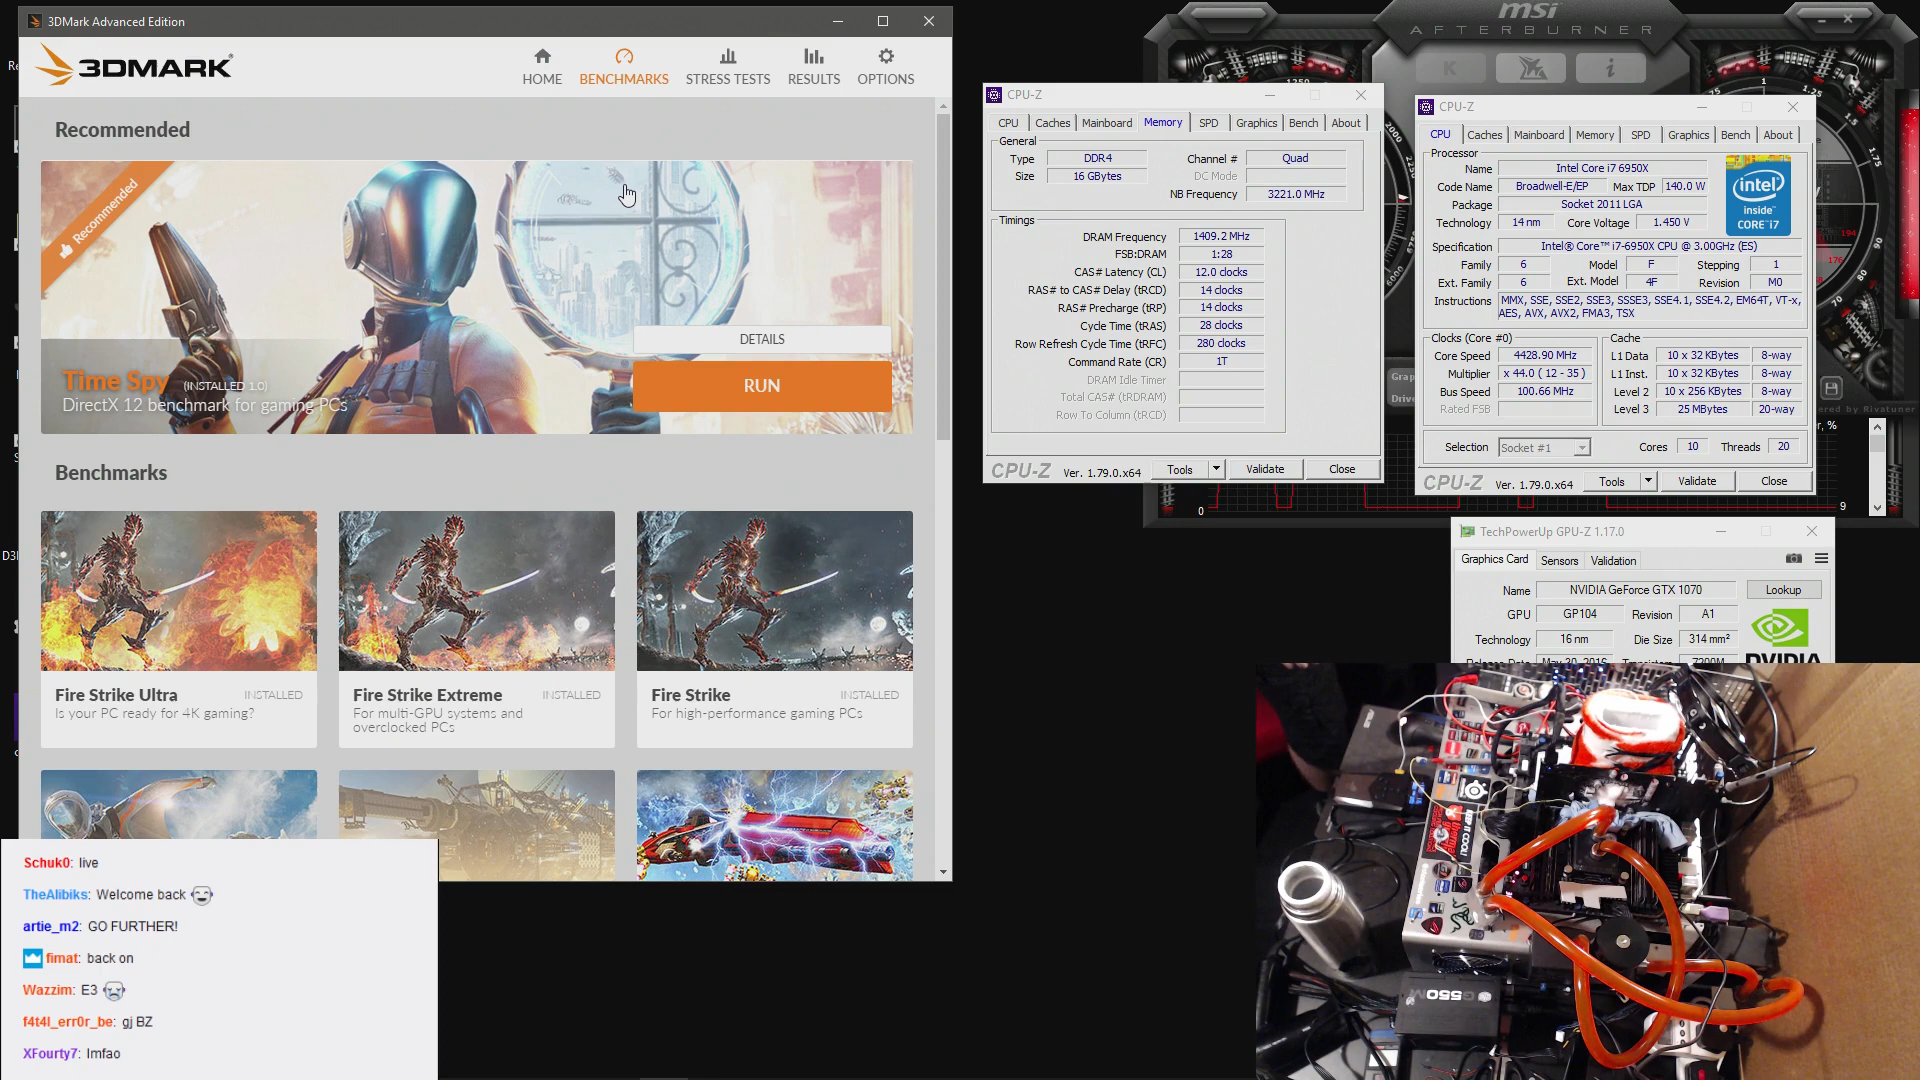 3DMark Advanced Edition
3DMARK
HOME
BENCHMARKS
STRESS TESTS
RESULTS
OPTIONS
Recommended
Recommended
Time Spy (INSTALLED 1.0)
DirectX 12 benchmark for gaming PCs
DETAILS
RUN
Benchmarks
Fire Strike Ultra INSTALLED
Is your PC ready for 4K gaming?
Fire Strike Extreme INSTALLED
For multi-GPU systems and
overclocked PCs
Fire Strike INSTALLED
For high-performance gaming PCs
Schuk0: live
TheAlibiks: Welcome back
artie_m2: GO FURTHER!
fimat: back on
Wazzim: E3
f4t4l_err0r_be: gj BZ
XFourty7: lmfao
CPU-Z
CPU Caches Mainboard Memory SPD Graphics Bench About
General
Type DDR4 Channel # Quad
Size 16 GBytes DC Mode
NB Frequency 3221.0 MHz
Timings
DRAM Frequency 1409.2 MHz
FSB:DRAM 1:28
CAS# Latency (CL) 12.0 clocks
RAS# to CAS# Delay (tRCD) 14 clocks
RAS# Precharge (tRP) 14 clocks
Cycle Time (tRAS) 28 clocks
Row Refresh Cycle Time (tRFC) 280 clocks
Command Rate (CR) 1T
DRAM Idle Timer
Total CAS# (tRDRAM)
Row To Column (tRCD)
CPU-Z Ver. 1.79.0.x64 Tools Validate Close
msi
AFTERBURNER
CPU-Z
CPU Caches Mainboard Memory SPD Graphics Bench About
Processor
Name Intel Core i7 6950X
Code Name Broadwell-E/EP Max TDP 140.0 W
Package Socket 2011 LGA
Technology 14 nm Core Voltage 1.450 V
intel
inside™
CORE™ i7
Specification Intel® Core™ i7-6950X CPU @ 3.00GHz (ES)
Family 6 Model F Stepping 1
Ext. Family 6 Ext. Model 4F Revision M0
Instructions MMX, SSE, SSE2, SSE3, SSSE3, SSE4.1, SSE4.2, EM64T, VT-x,
AES, AVX, AVX2, FMA3, TSX
Clocks (Core #0)
Core Speed 4428.90 MHz
Multiplier x 44.0 ( 12 - 35 )
Bus Speed 100.66 MHz
Rated FSB
Cache
L1 Data 10 x 32 KBytes 8-way
L1 Inst. 10 x 32 KBytes 8-way
Level 2 10 x 256 KBytes 8-way
Level 3 25 MBytes 20-way
Selection Socket #1 Cores 10 Threads 20
CPU-Z Ver. 1.79.0.x64 Tools Validate Close
0
9
TechPowerUp GPU-Z 1.17.0
Graphics Card Sensors Validation
Name NVIDIA GeForce GTX 1070 Lookup
GPU GP104 Revision A1
Technology 16 nm Die Size 314 mm²
NVIDIA
G550M